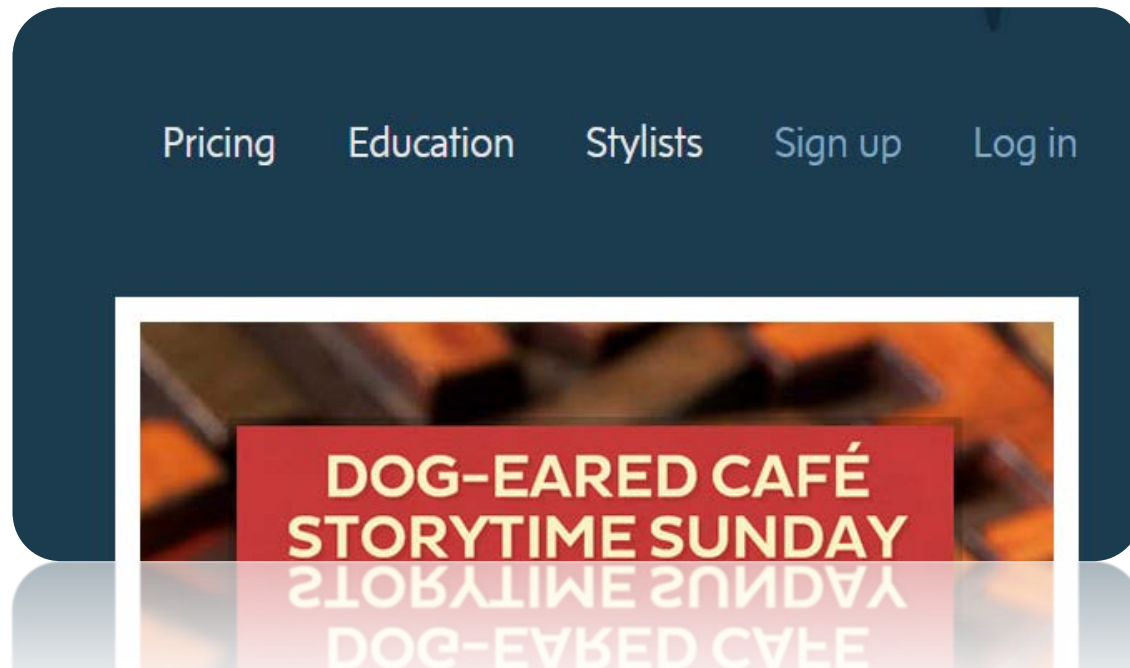 Pricing Education Stylists Sign up Log in
DOG-EARED CAFÉ
STORYTIME SUNDAY